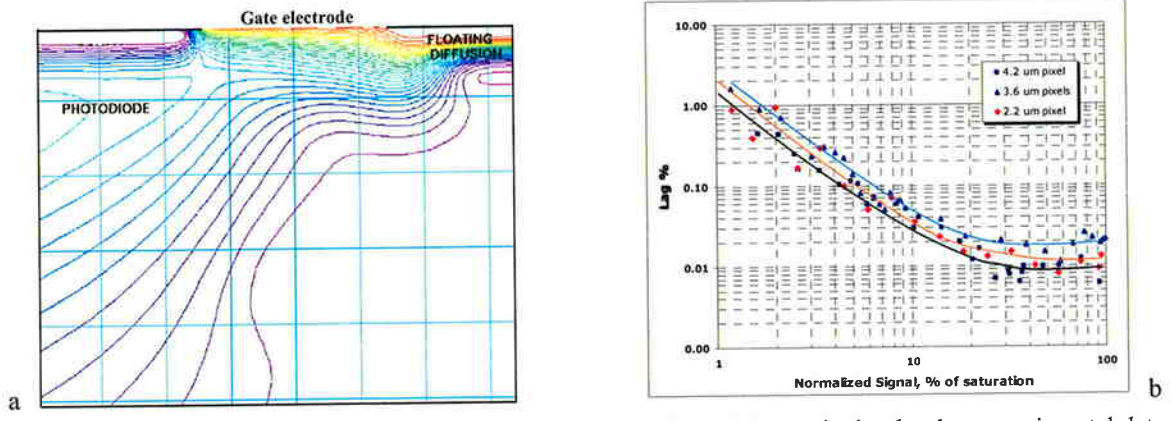 Gate electrode
FLOATING
DIFFUSION
PHOTODIODE
a
10.00
1.00
0.10
0.01
0.00
Lag %
4.2 um pixel
3.6 um pixels
2.2 um pixel
1
10
100
Normalized Signal, % of saturation
b